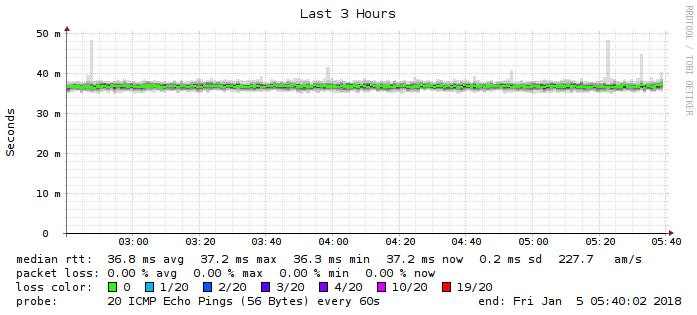 Last 3 Hours
RRDTOOL / TOBI OETIKER
Seconds
50 m
40 m
30 m
20 m
10 m
0
03:00 03:20 03:40 04:00 04:20 04:40 05:00 05:20 05:40
median rtt: 36.8 ms avg 37.2 ms max 36.3 ms min 37.2 ms now 0.2 ms sd 227.7 am/s
packet loss: 0.00 % avg 0.00 % max 0.00 % min 0.00 % now
loss color: 0 1/20 2/20 3/20 4/20 10/20 19/20
probe: 20 ICMP Echo Pings (56 Bytes) every 60s end: Fri Jan 5 05:40:02 2018